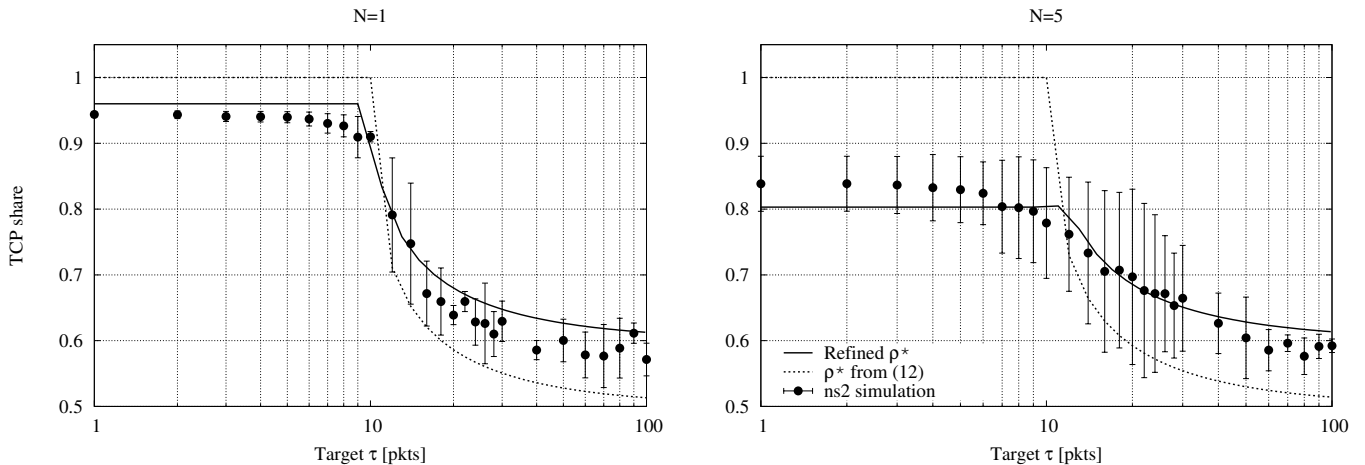 N=1
1
0.9
0.8
0.7
0.6
0.5
TCP share
1
10
100
Target τ [pkts]
N=5
1
0.9
0.8
0.7
0.6
0.5
Refined ρ*
ρ* from (12)
ns2 simulation
1
10
100
Target τ [pkts]